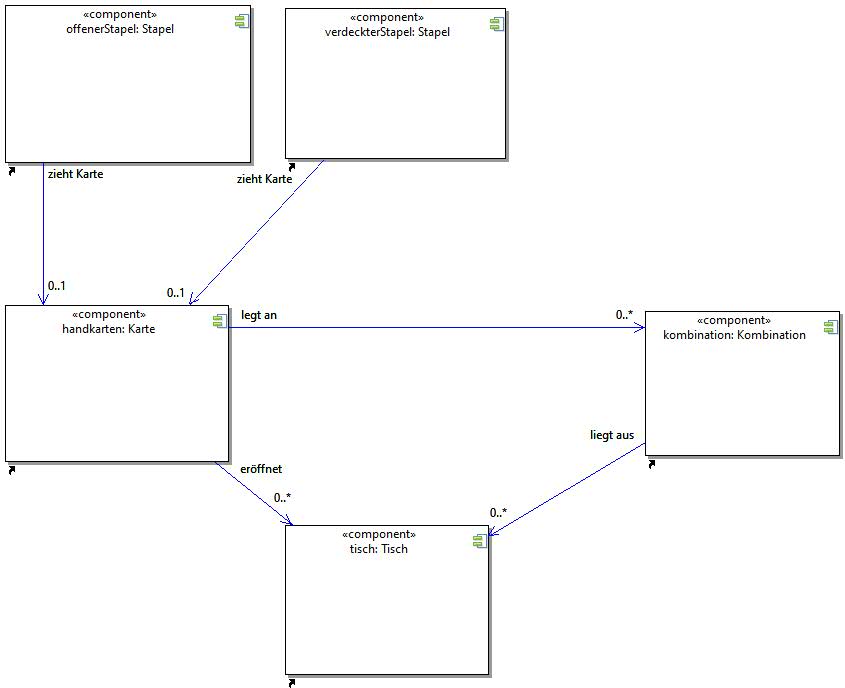 «component»
offenerStapel: Stapel
«component»
verdeckterStapel: Stapel
zieht Karte
zieht Karte
0..1
0..1
«component»
handkarten: Karte
legt an
0..*
«component»
kombination: Kombination
eröffnet
0..*
liegt aus
0..*
«component»
tisch: Tisch